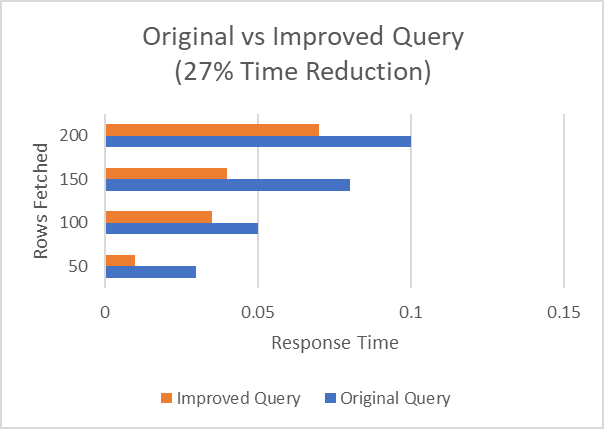 Original vs Improved Query
(27% Time Reduction)
Rows Fetched
200
150
100
50
0 0.05 0.1 0.15
Response Time
Improved Query Original Query